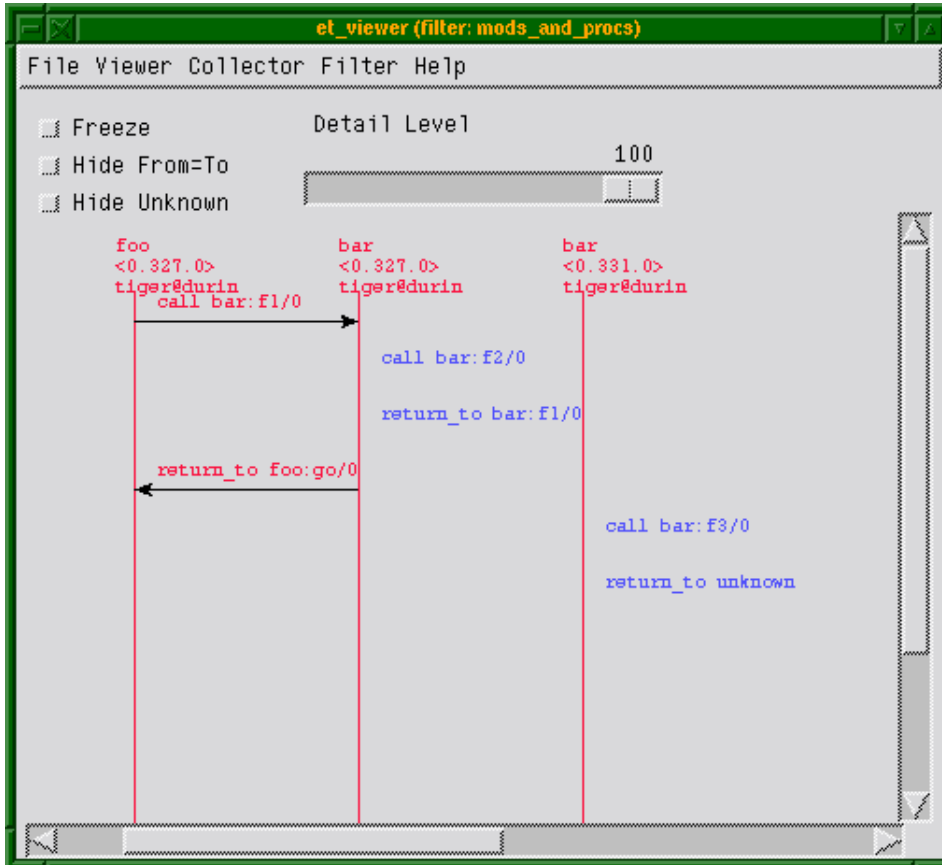 et_viewer (filter: mods_and_procs)
File Viewer Collector Filter Help
Freeze
Detail Level
Hide From=To
100
Hide Unknown
foo
<0.327.0>
tiger@durin
bar
<0.327.0>
tiger@durin
bar
<0.331.0>
tiger@durin
call bar:f1/0
call bar:f2/0
return_to bar:f1/0
return_to foo:go/0
call bar:f3/0
return_to unknown